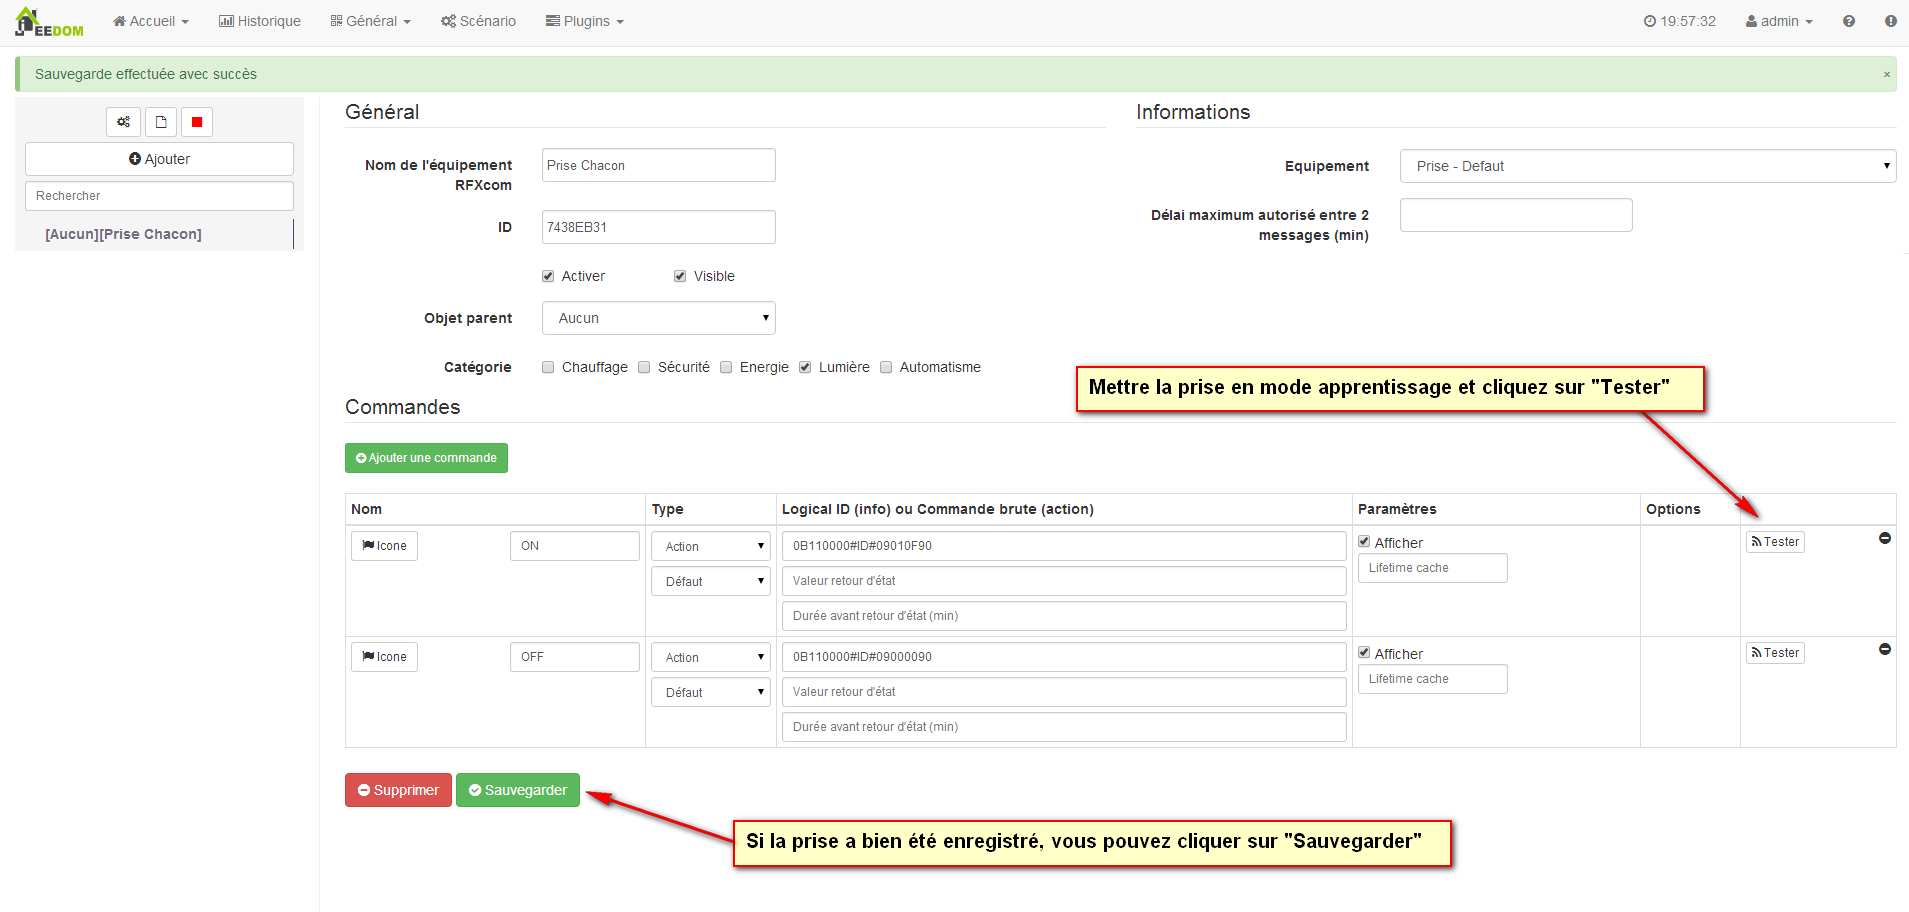 JEEDOM
Accueil
Historique
Général
Scénario
Plugins
19:57:32
admin
Sauvegarde effectuée avec succès
×
Ajouter
Rechercher
[Aucun][Prise Chacon]
Général
Nom de l'équipement
RFXcom
Prise Chacon
ID
7438EB31
Activer
Visible
Objet parent
Aucun
Catégorie
Chauffage
Sécurité
Energie
Lumière
Automatisme
Informations
Equipement
Prise - Defaut
Délai maximum autorisé entre 2
messages (min)
Mettre la prise en mode apprentissage et cliquez sur "Tester"
Commandes
Ajouter une commande
Nom
Type
Logical ID (info) ou Commande brute (action)
Paramètres
Options
Icone
ON
Action
0B110000#ID#09010F90
Afficher
Tester
Défaut
Valeur retour d'état
Lifetime cache
Durée avant retour d'état (min)
Icone
OFF
Action
0B110000#ID#09000090
Afficher
Tester
Défaut
Valeur retour d'état
Lifetime cache
Durée avant retour d'état (min)
Supprimer
Sauvegarder
Si la prise a bien été enregistré, vous pouvez cliquer sur "Sauvegarder"